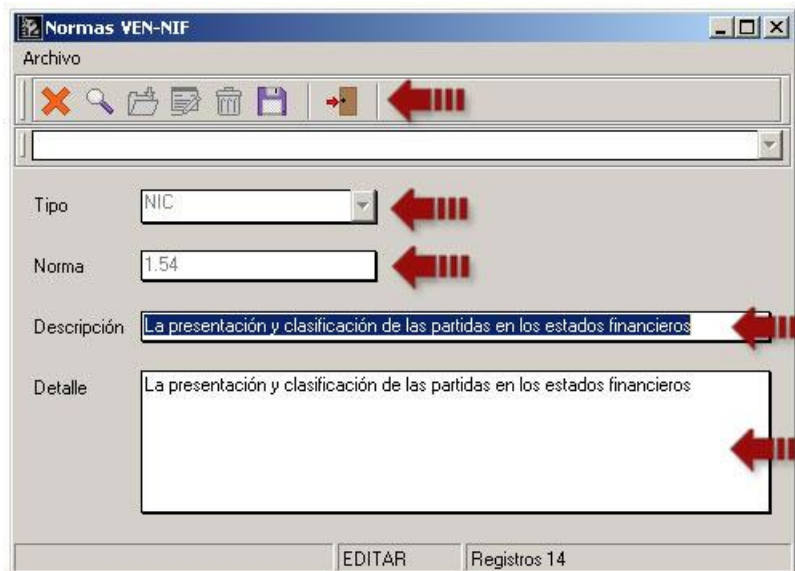 Normas VEN-NIF
Archivo
Tipo
NIC
Norma
1.54
Descripción
La presentación y clasificación de las partidas en los estados financieros
Detalle
La presentación y clasificación de las partidas en los estados financieros
EDITAR
Registros 14